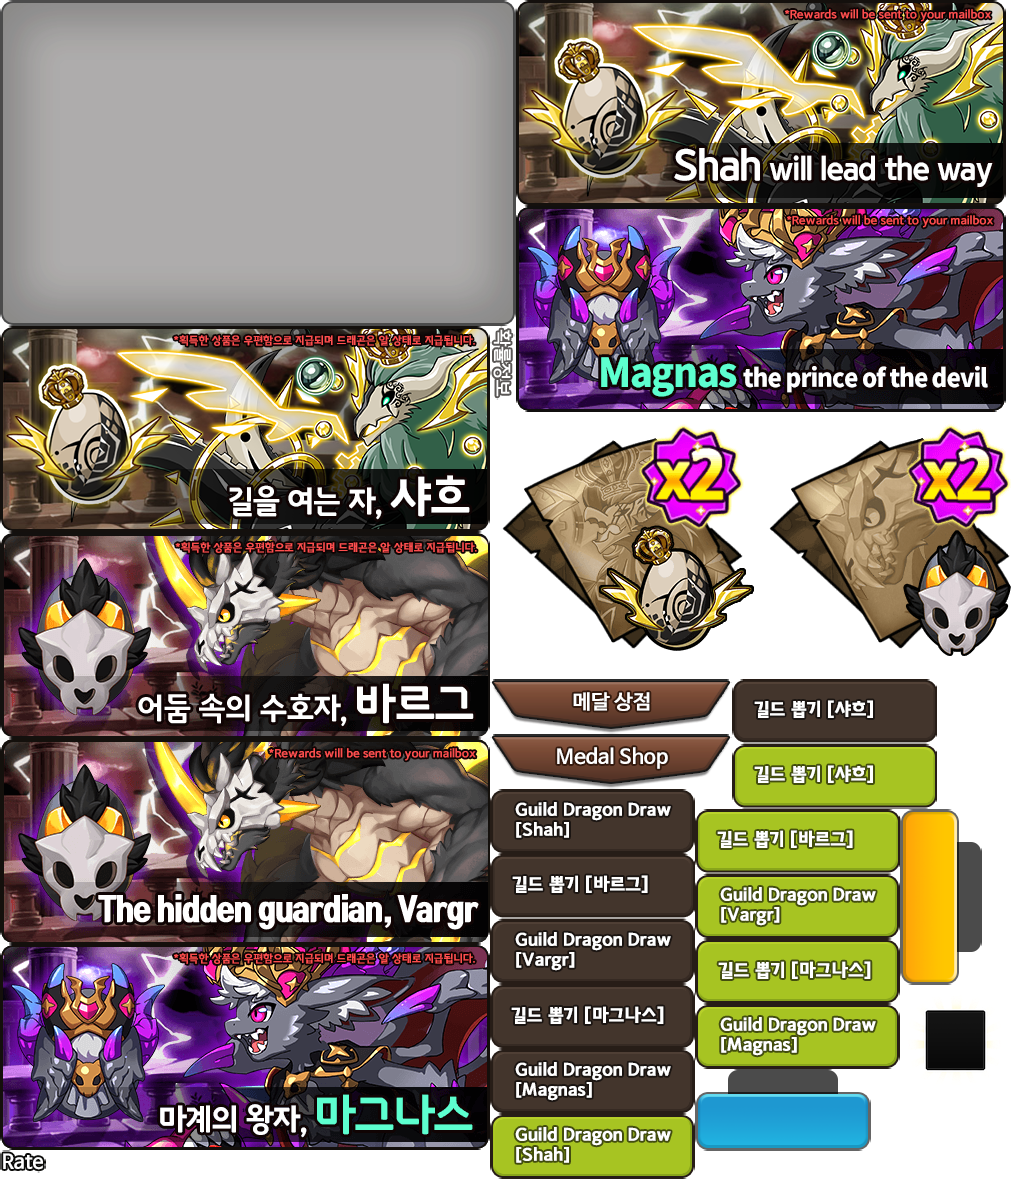 *Rewards will be sent to your mailbox
Shah will lead the way
*Rewards will be sent to your mailbox
Magnas the prince of the devil
*획득한 상품은 우편함으로 지급되며 드래곤은 알 상태로 지급됩니다.
길을 여는 자, 샤흐
확률정보
*획득한 상품은 우편함으로 지급되며 드래곤은 알 상태로 지급됩니다.
어둠 속의 수호자, 바르그
*Rewards will be sent to your mailbox
The hidden guardian, Vargr
*획득한 상품은 우편함으로 지급되며 드래곤은 알 상태로 지급됩니다.
마계의 왕자, 마그나스
Rate
x2
x2
메달 상점
Medal Shop
길드 뽑기 [샤흐]
길드 뽑기 [샤흐]
Guild Dragon Draw
[Shah]
길드 뽑기 [바르그]
Guild Dragon Draw
[Vargr]
길드 뽑기 [마그나스]
Guild Dragon Draw
[Magnas]
Guild Dragon Draw
[Shah]
길드 뽑기 [바르그]
Guild Dragon Draw
[Vargr]
길드 뽑기 [마그나스]
Guild Dragon Draw
[Magnas]